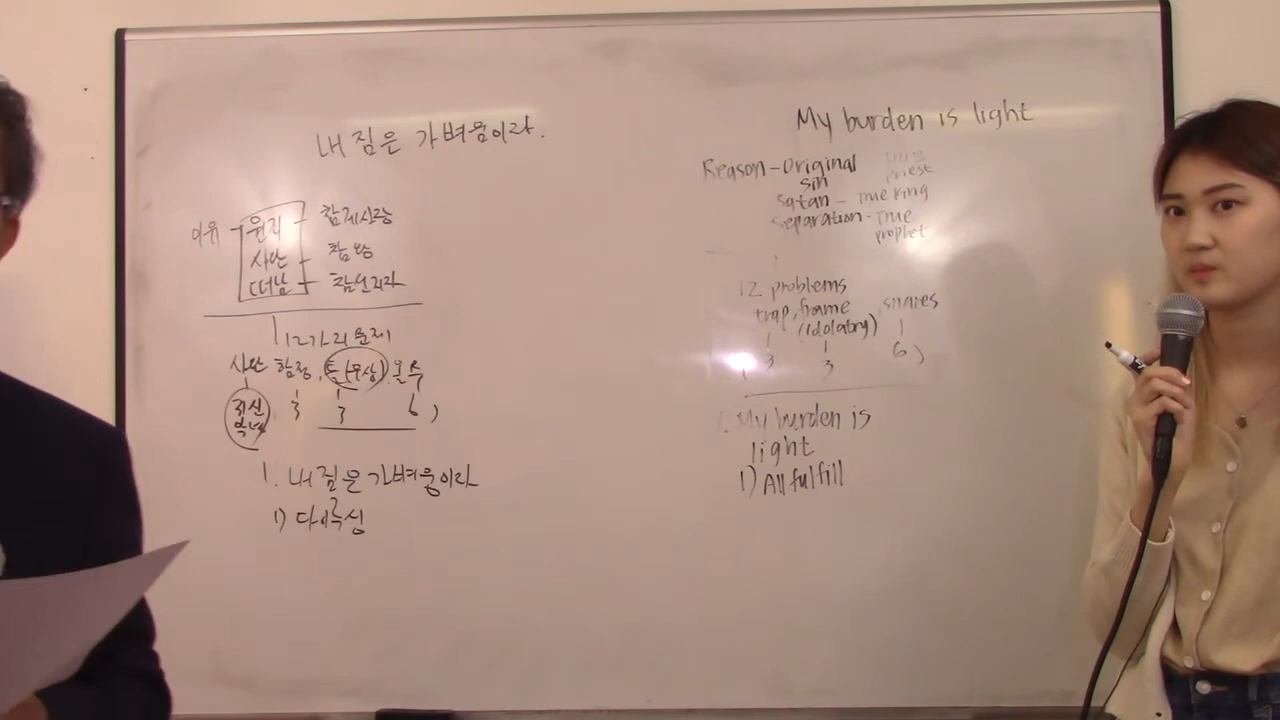 내 짐은 가벼움이라.
이유 - 원죄 - 참제사장
사탄 - 참 왕
떠남 - 참선지자
12가지 문제
사탄 함정, 틀(우상) 올무
귀신 3 3 6)
1. 내 짐은 가벼움이라
1) 다 이루심
My burden is light
Reason - Original True
sin Priest
Satan - True King
Separation - True
prophet
12 problems
trap, frame snares
(idolatry)
3 3 6)
1. My burden is
light
1) All fulfill